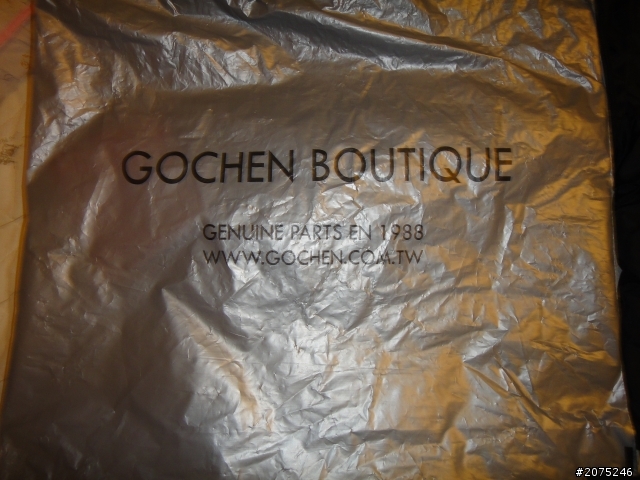 GOCHEN BOUTIQUE
GENUINE PARTS EN 1988
WWW.GOCHEN.COM.TW
#2075246